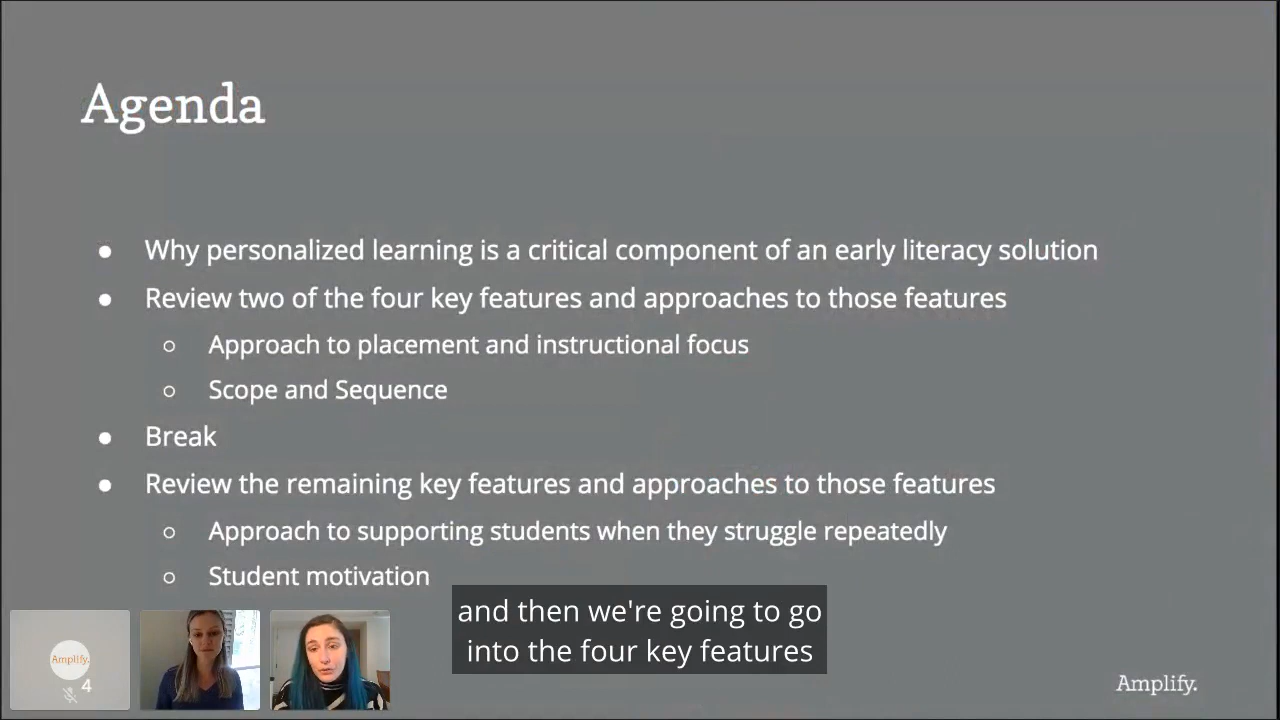 Agenda
● Why personalized learning is a critical component of an early literacy solution
● Review two of the four key features and approaches to those features
○ Approach to placement and instructional focus
○ Scope and Sequence
● Break
● Review the remaining key features and approaches to those features
○ Approach to supporting students when they struggle repeatedly
○ Student motivation
and then we're going to go
into the four key features
Amplify.
4
Amplify.